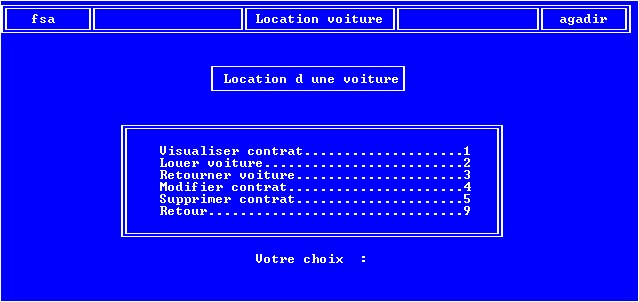 fsa Location voiture agadir
Location d une voiture
Visualiser contrat....................1
Louer voiture.........................2
Retourner voiture.....................3
Modifier contrat.....................4
Supprimer contrat.....................5
Retour................................9
Votre choix :